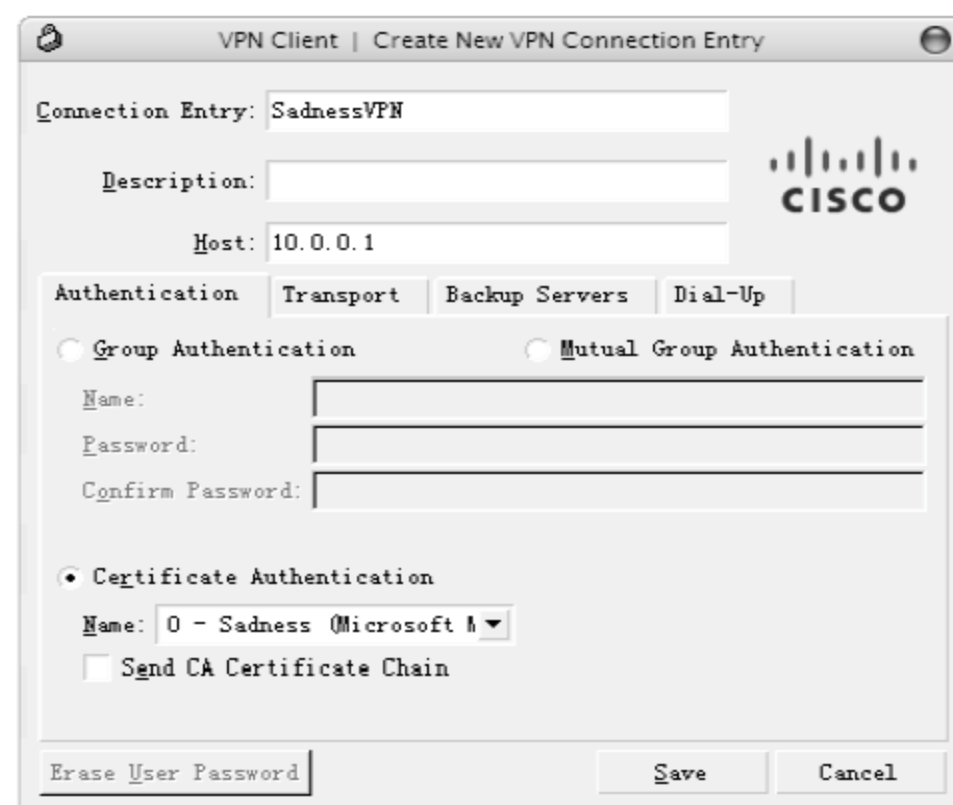 VPN Client | Create New VPN Connection Entry
Connection Entry: SadnessVPN
Description:
CISCO
Host: 10.0.0.1
Authentication Transport Backup Servers Dial-Up
Group Authentication Mutual Group Authentication
Name:
Password:
Confirm Password:
Certificate Authentication
Name: 0 - Sadness (Microsoft
Send CA Certificate Chain
Erase User Password Save Cancel